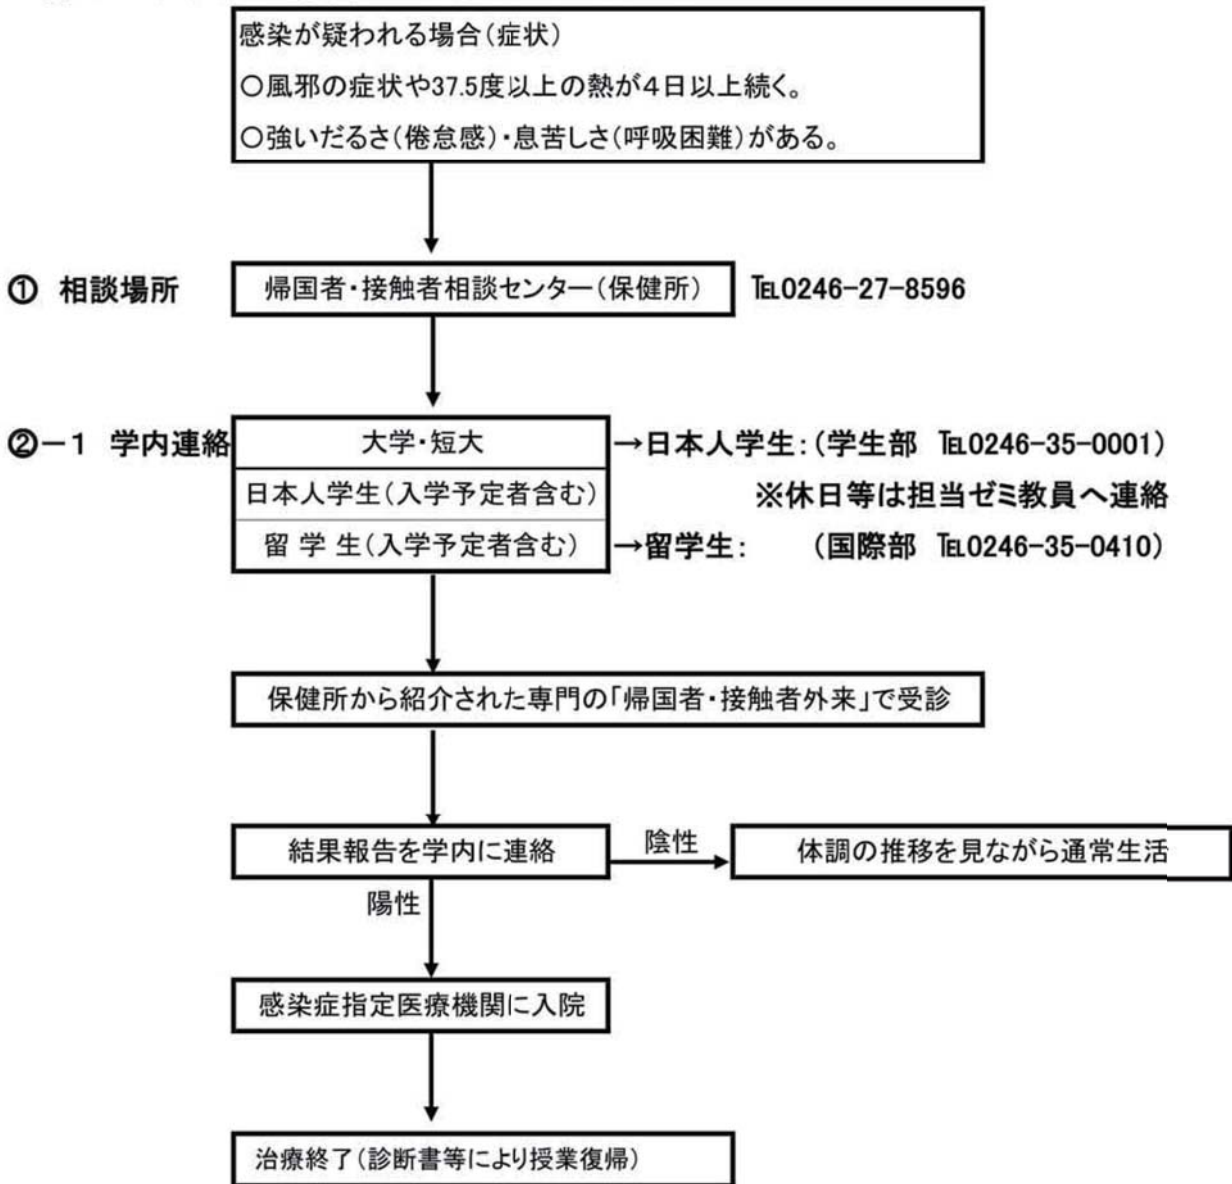 感染が疑われる場合(症状)
○風邪の症状や37.5度以上の熱が4日以上続く。
○強いだるさ(倦怠感)・息苦しさ(呼吸困難)がある。
① 相談場所 帰国者・接触者相談センター(保健所) ℡0246-27-8596
②-1 学内連絡 大学・短大 →日本人学生:(学生部 ℡0246-35-0001)
日本人学生(入学予定者含む) ※休日等は担当ゼミ教員へ連絡
留 学 生(入学予定者含む) →留学生: (国際部 ℡0246-35-0410)
保健所から紹介された専門の「帰国者・接触者外来」で受診
結果報告を学内に連絡 陰性 体調の推移を見ながら通常生活
陽性
感染症指定医療機関に入院
治療終了(診断書等により授業復帰)